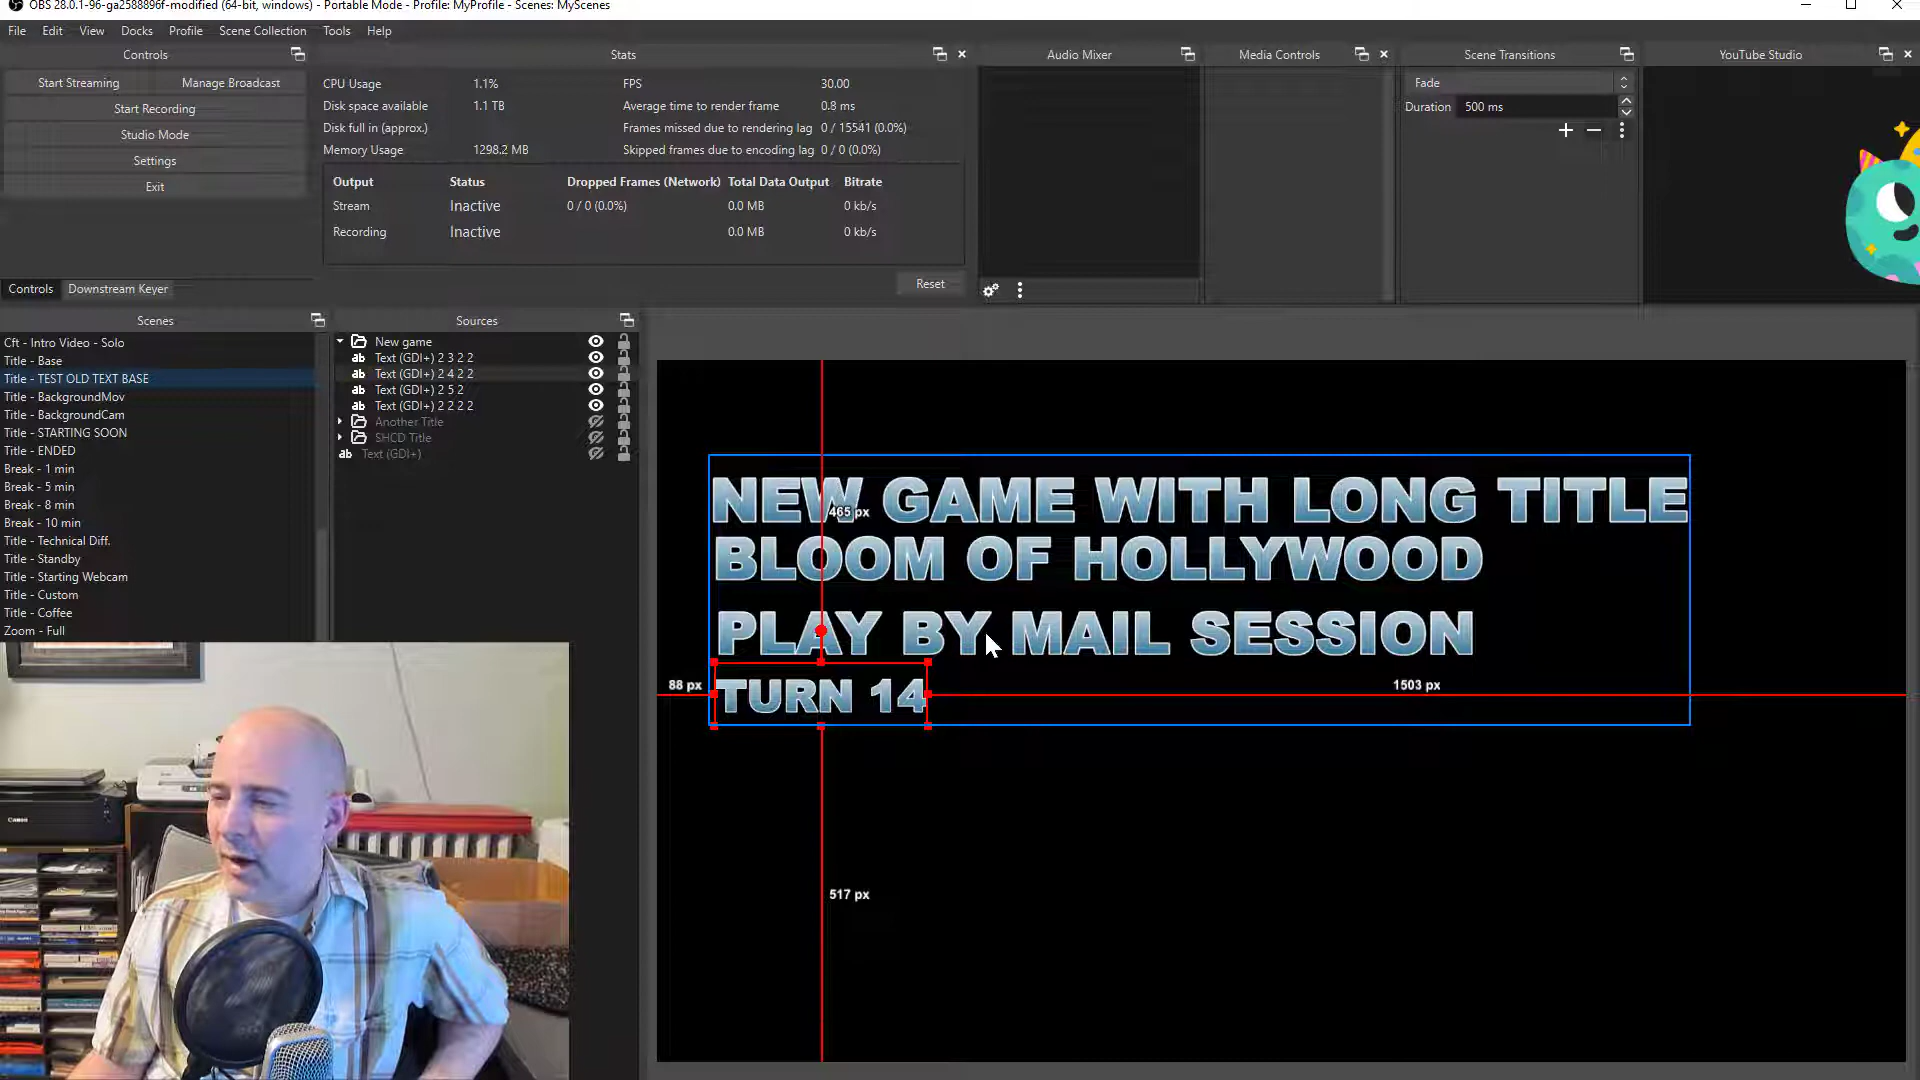 OBS 28.0.1-96-ga2588896f-modified (64-bit, windows) - Portable Mode - Profile: MyProfile - Scenes: MyScenes
File Edit View Docks Profile Scene Collection Tools Help
Controls
Start Streaming Manage Broadcast
Start Recording
Studio Mode
Settings
Exit
Controls Downstream Keyer
Stats
CPU Usage 1.1% FPS 30.00
Disk space available 1.1 TB Average time to render frame 0.8 ms
Disk full in (approx.) Frames missed due to rendering lag 0 / 15541 (0.0%)
Memory Usage 1298.2 MB Skipped frames due to encoding lag 0 / 0 (0.0%)
Output Status Dropped Frames (Network) Total Data Output Bitrate
Stream Inactive 0 / 0 (0.0%) 0.0 MB 0 kb/s
Recording Inactive 0.0 MB 0 kb/s
Reset
Audio Mixer
Media Controls
Scene Transitions
Fade
Duration 500 ms
YouTube Studio
Scenes
Cft - Intro Video - Solo
Title - Base
Title - TEST OLD TEXT BASE
Title - BackgroundMov
Title - BackgroundCam
Title - STARTING SOON
Title - ENDED
Break - 1 min
Break - 5 min
Break - 8 min
Break - 10 min
Title - Technical Diff.
Title - Standby
Title - Starting Webcam
Title - Custom
Title - Coffee
Zoom - Full
Sources
New game
ab Text (GDI+) 2 3 2 2
ab Text (GDI+) 2 4 2 2
ab Text (GDI+) 2 5 2
ab Text (GDI+) 2 2 2 2
Another Title
SHCD Title
ab Text (GDI+)
NEW GAME WITH LONG TITLE
465 px
BLOOM OF HOLLYWOOD
PLAY BY MAIL SESSION
88 px
TURN 14
1503 px
517 px
Canon